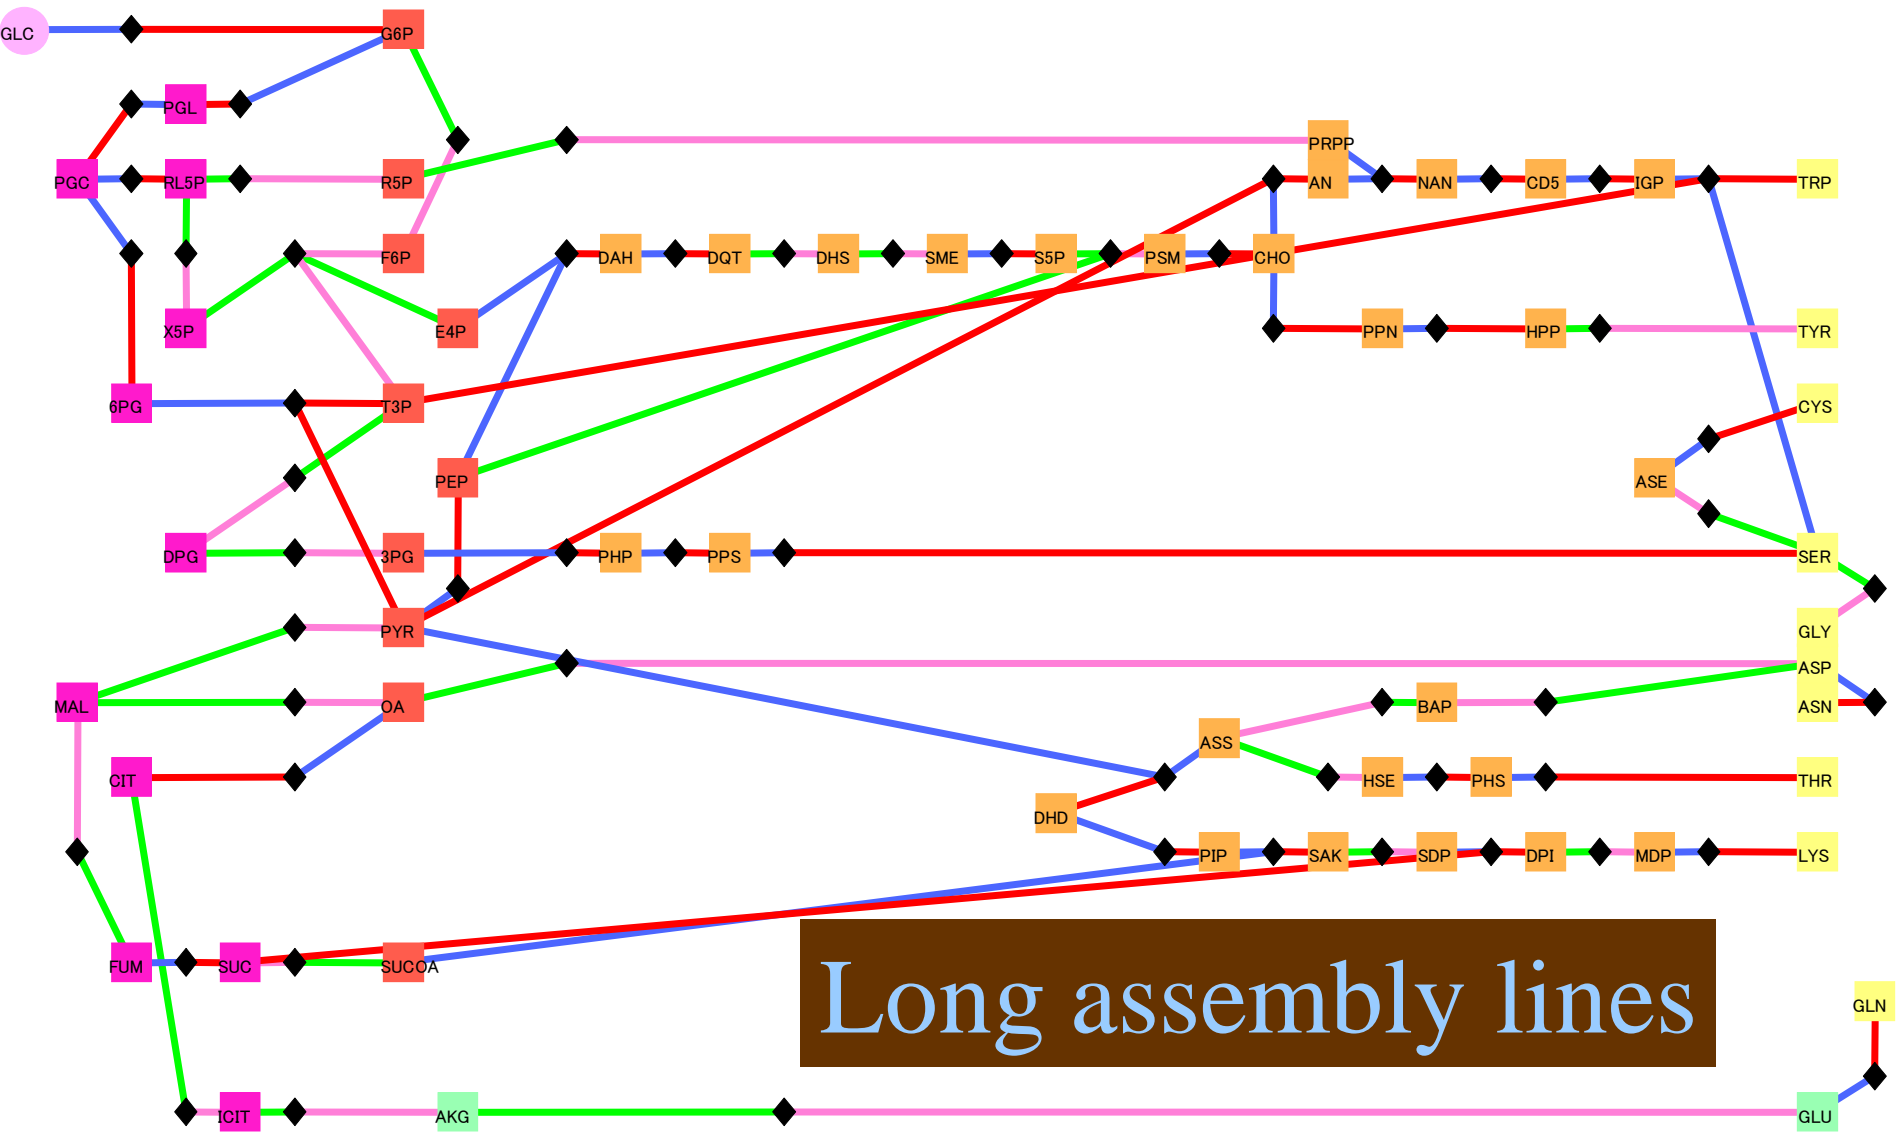 GLC
G6P
PGL
PRPP
PGC
RL5P
R5P
AN
NAN
CD5
IGP
TRP
F6P
DAH
DQT
DHS
SME
S5P
PSM
CHO
X5P
E4P
PPN
HPP
TYR
6PG
T3P
CYS
PEP
ASE
DPG
3PG
PHP
PPS
SER
PYR
GLY
ASP
MAL
OA
BAP
ASN
ASS
CIT
HSE
PHS
THR
DHD
PIP
SAK
SDP
DPI
MDP
LYS
FUM
SUC
SUCOA
Long assembly lines
GLN
ICIT
AKG
GLU